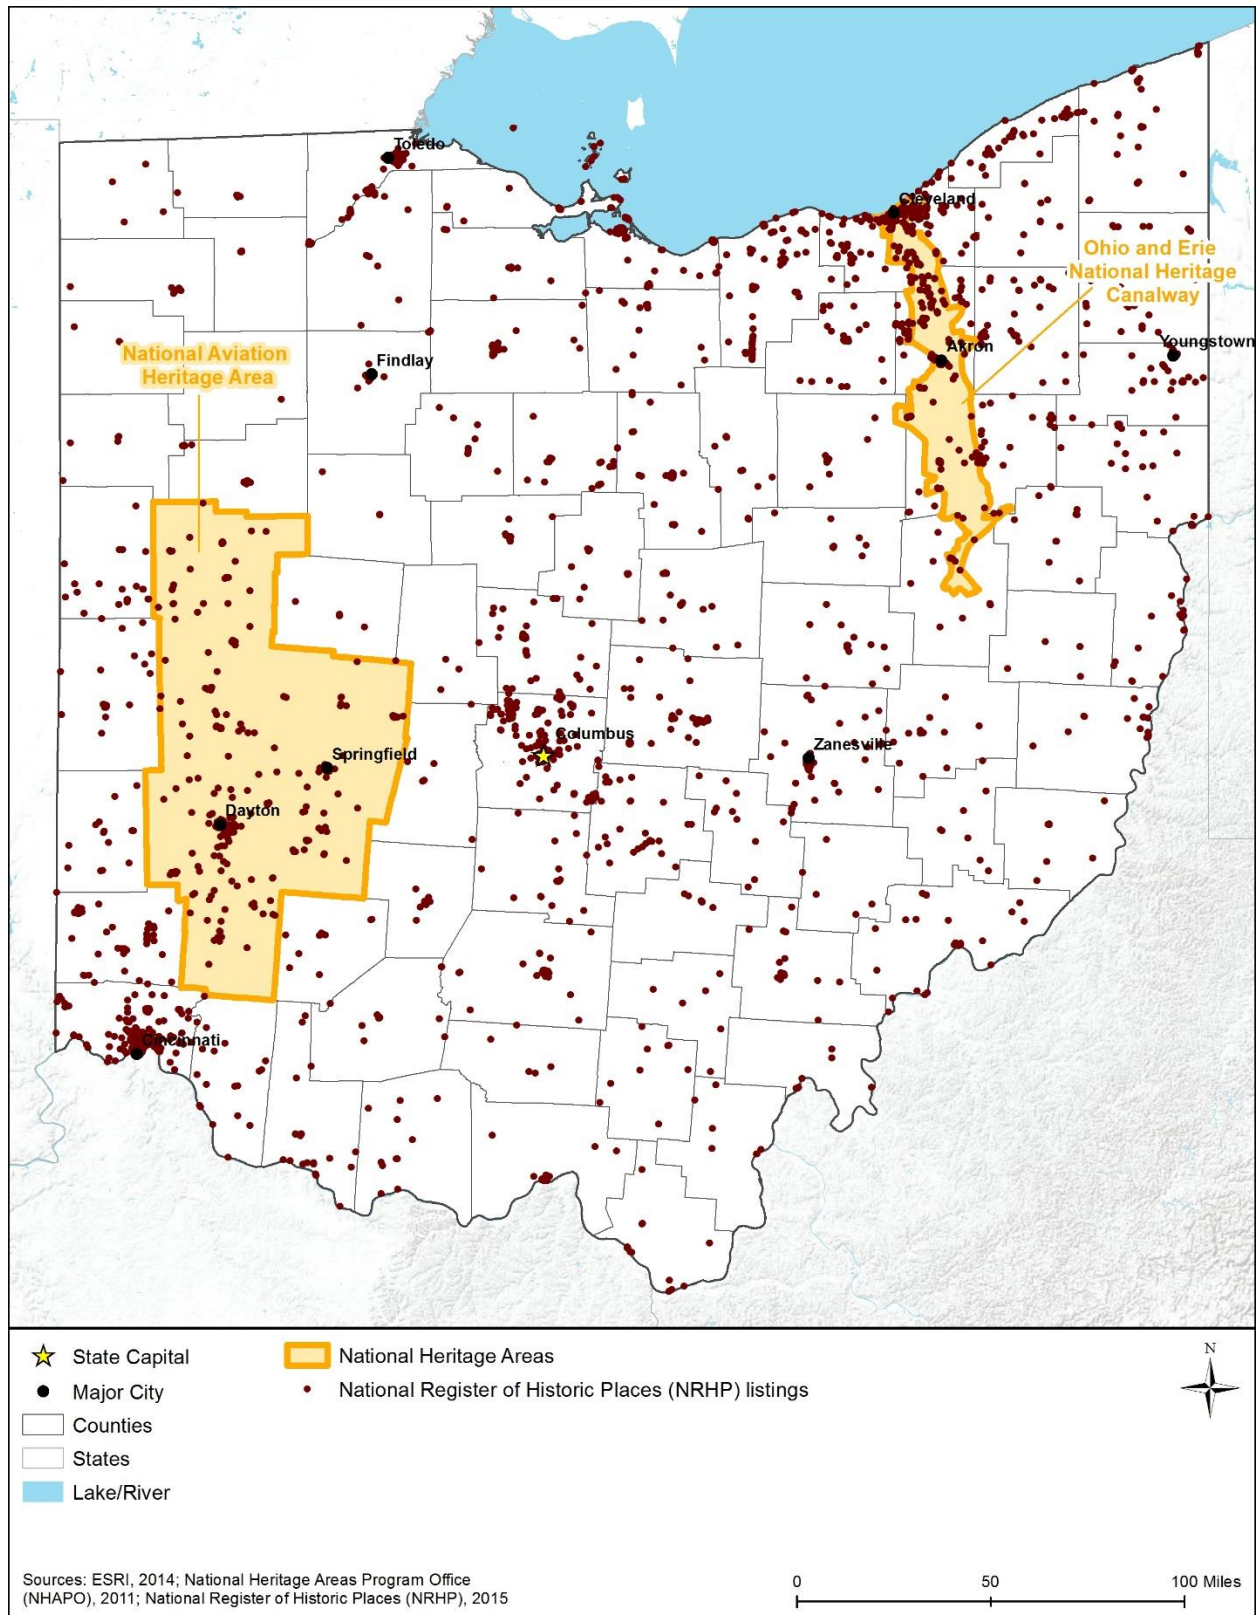 Toledo
Cleveland
Ohio and Erie
National Heritage
Canalway
Akron
Youngstown
National Aviation
Heritage Area
Findlay
Columbus
Zanesville
Springfield
Dayton
Cincinnati
State Capital
Major City
Counties
States
Lake/River
National Heritage Areas
National Register of Historic Places (NRHP) listings
N
Sources: ESRI, 2014; National Heritage Areas Program Office
(NHAPO), 2011; National Register of Historic Places (NRHP), 2015
0 50 100 Miles